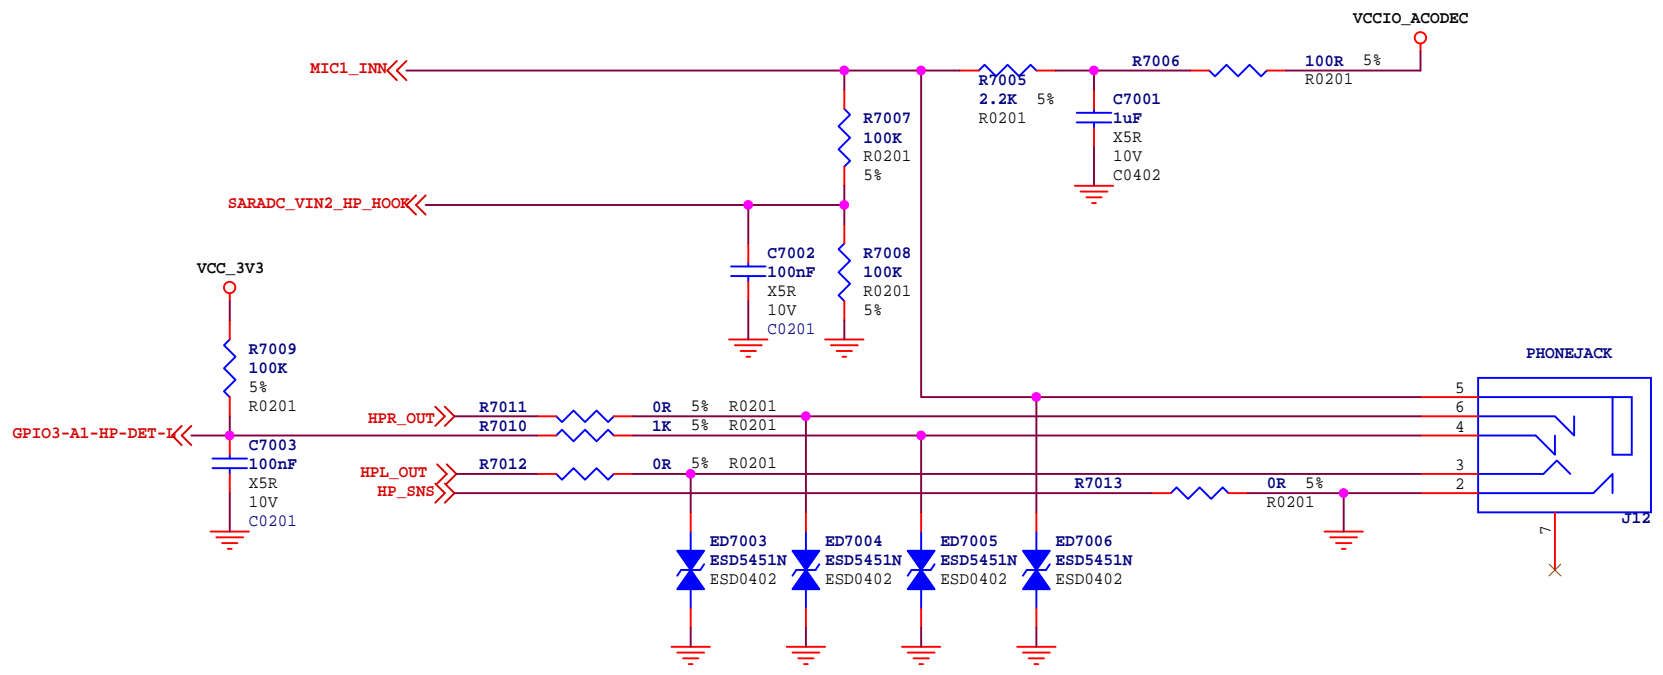 VCCIO_ACODEC
MIC1_INN
R7006 100R 5%
R0201
R7005
2.2K 5%
R0201
C7001
1uF
X5R
10V
C0402
R7007
100K
R0201
5%
SARADC_VIN2_HP_HOOK
C7002
100nF
X5R
10V
C0201
R7008
100K
R0201
5%
VCC_3V3
R7009
100K
5%
R0201
PHONEJACK
5
HPR_OUT R7011 0R 5% R0201 6
GPIO3-A1-HP-DET-L R7010 1K 5% R0201 4
C7003
100nF
X5R
10V
C0201
HPL_OUT R7012 0R 5% R0201 3
HP_SNS R7013 0R 5% 2
R0201
J12
7
ED7003
ESD5451N
ESD0402
ED7004
ESD5451N
ESD0402
ED7005
ESD5451N
ESD0402
ED7006
ESD5451N
ESD0402